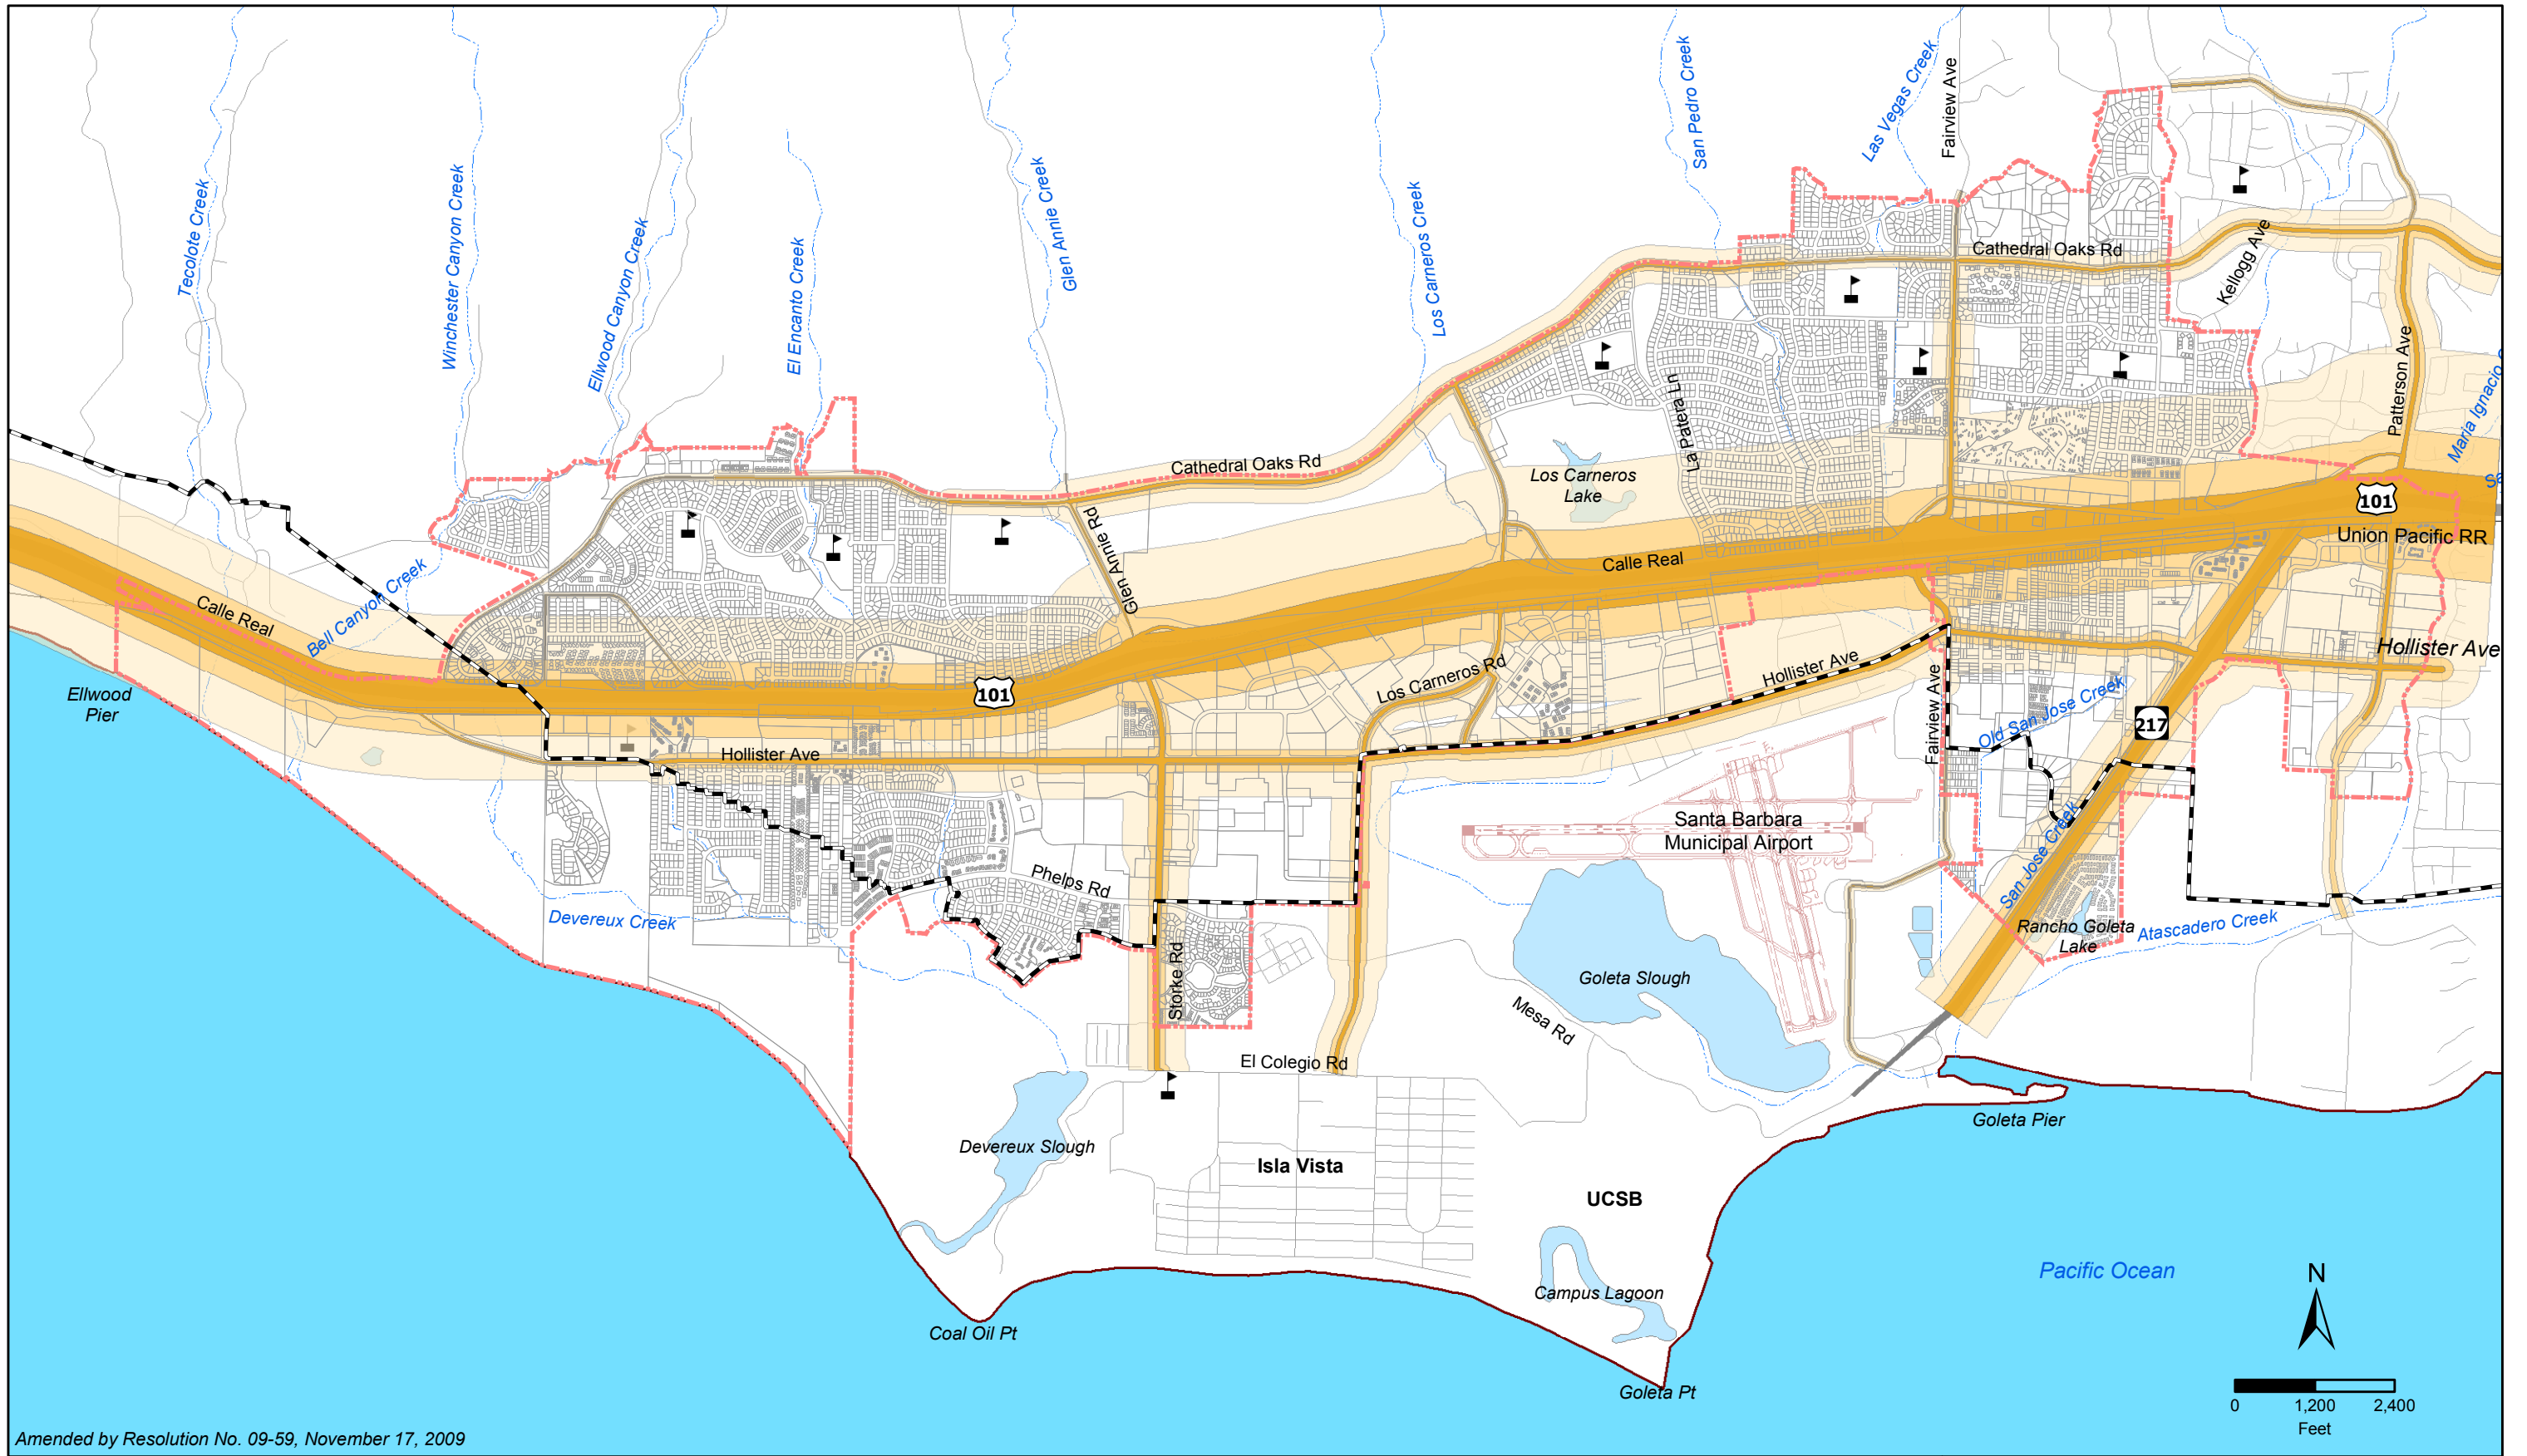 Tecolote Creek
Winchester Canyon Creek
Ellwood Canyon Creek
El Encanto Creek
Glen Annie Creek
Los Carneros Creek
San Pedro Creek
Las Vegas Creek
Fairview Ave
Cathedral Oaks Rd
Kellogg Ave
Patterson Ave
Maria Ignacio
La Patera Ln
Cathedral Oaks Rd
Los Carneros
Lake
101
Union Pacific RR
Glen Annie Rd
Calle Real
Calle Real
Bell Canyon Creek
Hollister Ave
Ellwood
Pier
101
Los Carneros Rd
Hollister Ave
Fairview Ave
Old San Jose Creek
217
Hollister Ave
Santa Barbara
Municipal Airport
Phelps Rd
San Jose Creek
Devereux Creek
Rancho Goleta
Lake
Atascadero Creek
Storke Rd
Goleta Slough
Mesa Rd
El Colegio Rd
Goleta Pier
Devereux Slough
Isla Vista
UCSB
Pacific Ocean
N
Campus Lagoon
Coal Oil Pt
Goleta Pt
0 1,200 2,400
Feet
Amended by Resolution No. 09-59, November 17, 2009